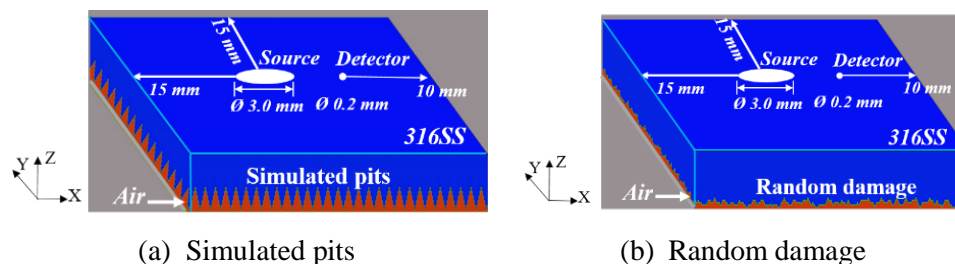 15 mm
Source
Detector
15 mm
Ø 3.0 mm
Ø 0.2 mm
10 mm
316SS
Simulated pits
Air
Y
Z
X
(a) Simulated pits
15 mm
Source
Detector
15 mm
Ø 3.0 mm
Ø 0.2 mm
10 mm
316SS
Random damage
Air
Y
Z
X
(b) Random damage